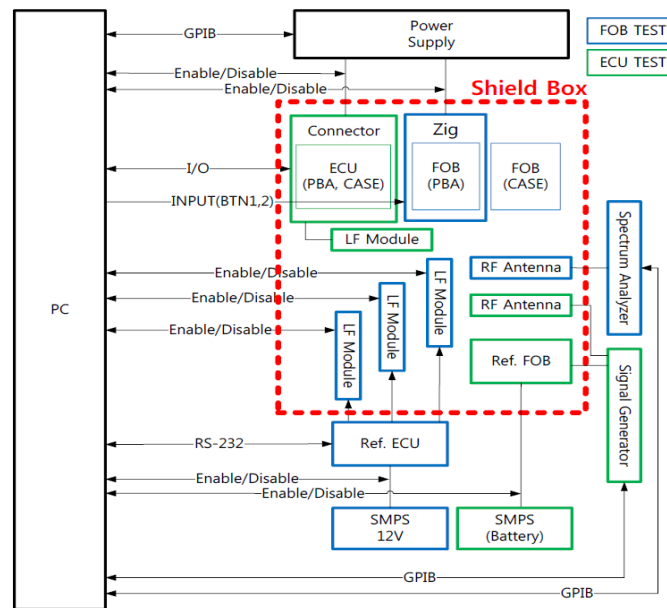 GPIB
Power
Supply
FOB TEST
ECU TEST
Enable/Disable
Enable/Disable
Shield Box
Connector
Zig
I/O
ECU
(PBA, CASE)
FOB
(PBA)
FOB
(CASE)
INPUT(BTN1,2)
LF Module
Spectrum Analyzer
Enable/Disable
LF Module
RF Antenna
Enable/Disable
LF Module
RF Antenna
PC
Enable/Disable
LF Module
Ref. FOB
Signal Generator
RS-232
Ref. ECU
Enable/Disable
Enable/Disable
SMPS
12V
SMPS
(Battery)
GPIB
GPIB